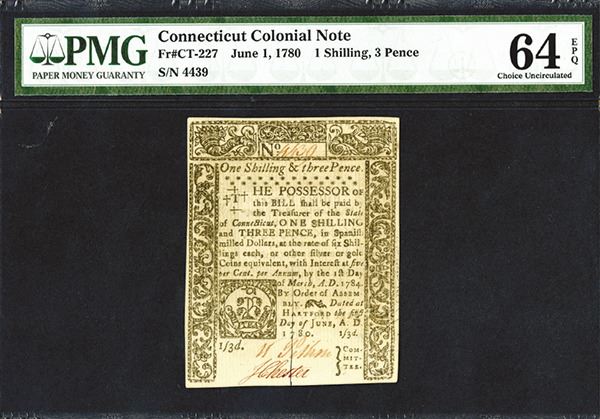 PMG
PAPER MONEY GUARANTY
Connecticut Colonial Note
Fr#CT-227 June 1, 1780 1 Shilling, 3 Pence
S/N 4439
64 EPQ
Choice Uncirculated
No 4439
One Shilling & three Pence.
THE POSSESSOR of
this BILL shall be paid by
the Treasurer of the State
of Connecticut, ONE SHILLING
and THREE PENCE, in Spanish
milled Dollars, at the rate of six Shil-
lings each, or other silver or gold
Coins equivalent, with Interest at five
per Cent. per Annum, by the 1st Day
of March, A.D. 1784.
BY Order of ASSEM
BLY. Dated at
HARTFORD the first
Day of JUNE, A. D.
1780. 1/3d.
1/3d.
COM-
MIT-
TEE.